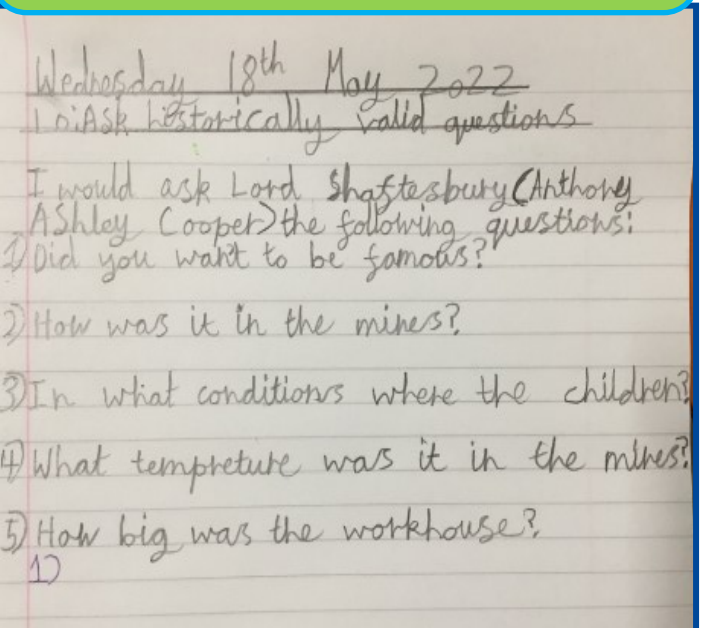 Wednesday 18th May 2022
Lo:Ask historically valid questions
I would ask Lord Shaftesbury (Anthony
AShley Cooper) the following questions:
1) Did you want to be famous?
2) How was it in the mines?
3) In what conditions where the children?
4) What tempreture was it in the mines?
5) How big was the workhouse?
1)